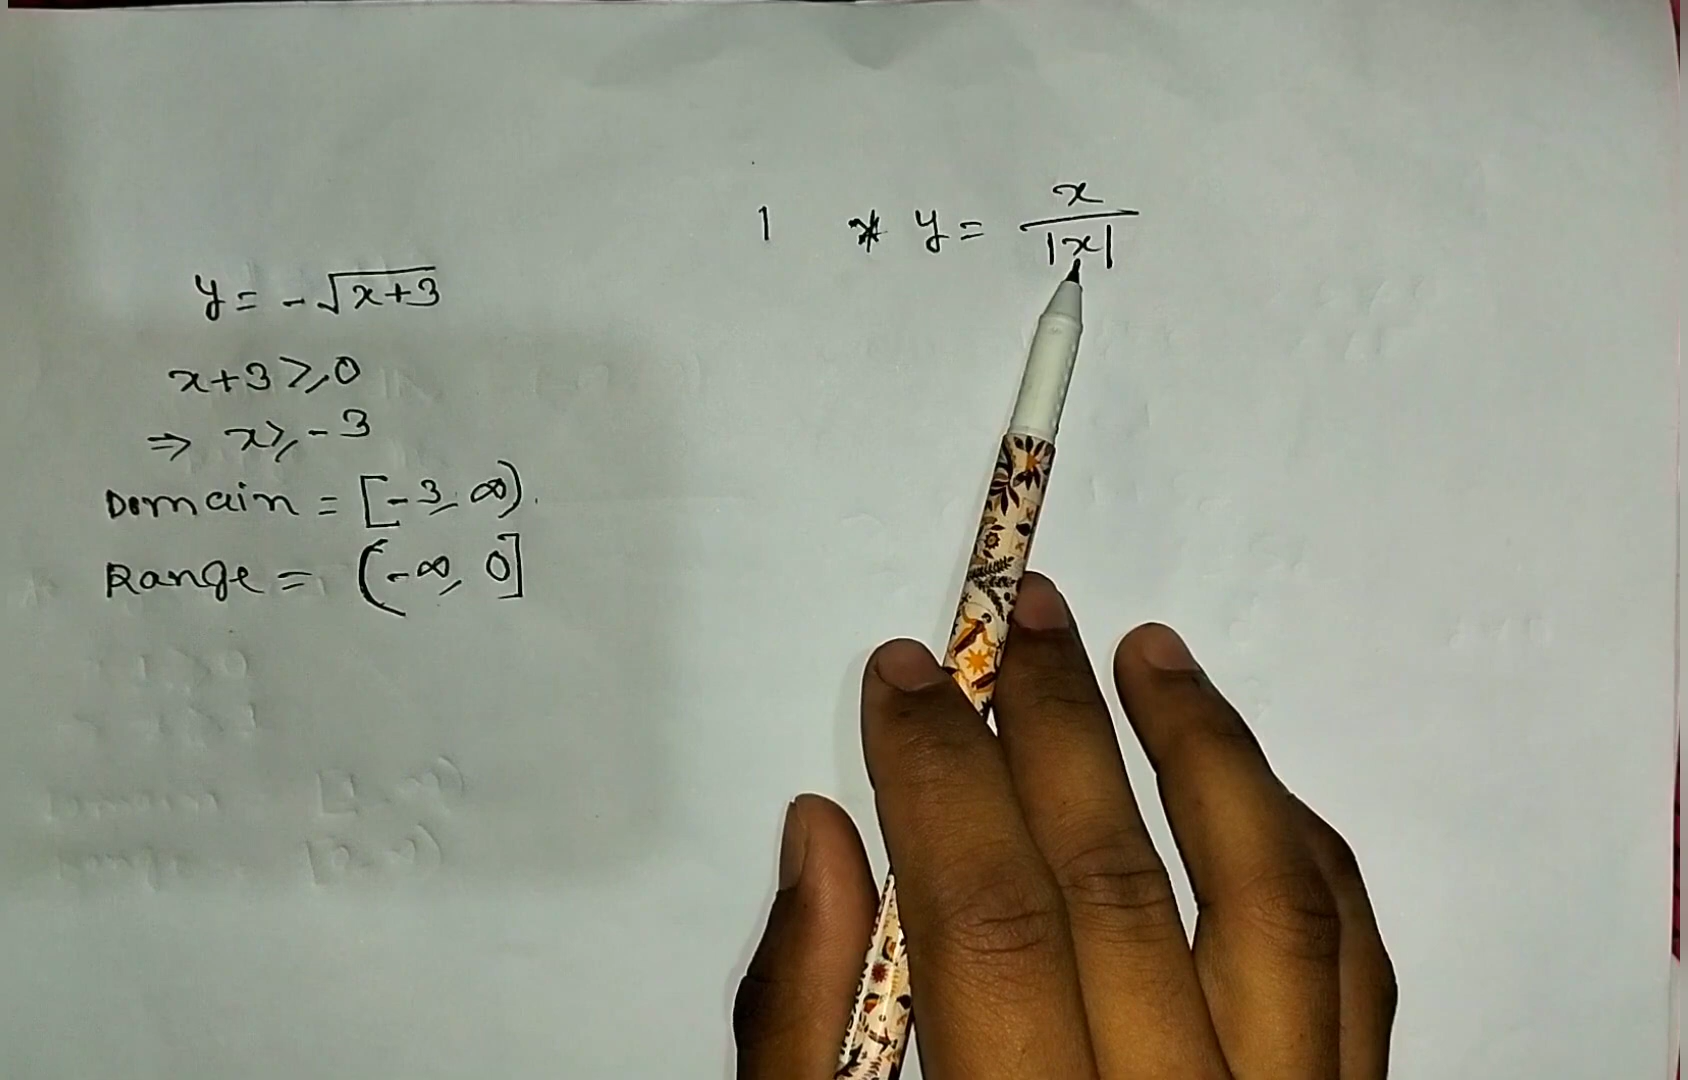 y = -√x+3
x+3 ⩾ 0
⇒ x ⩾ -3
Domain = [-3, ∞).
Range = (-∞, 0]
1 * y = x/|x|